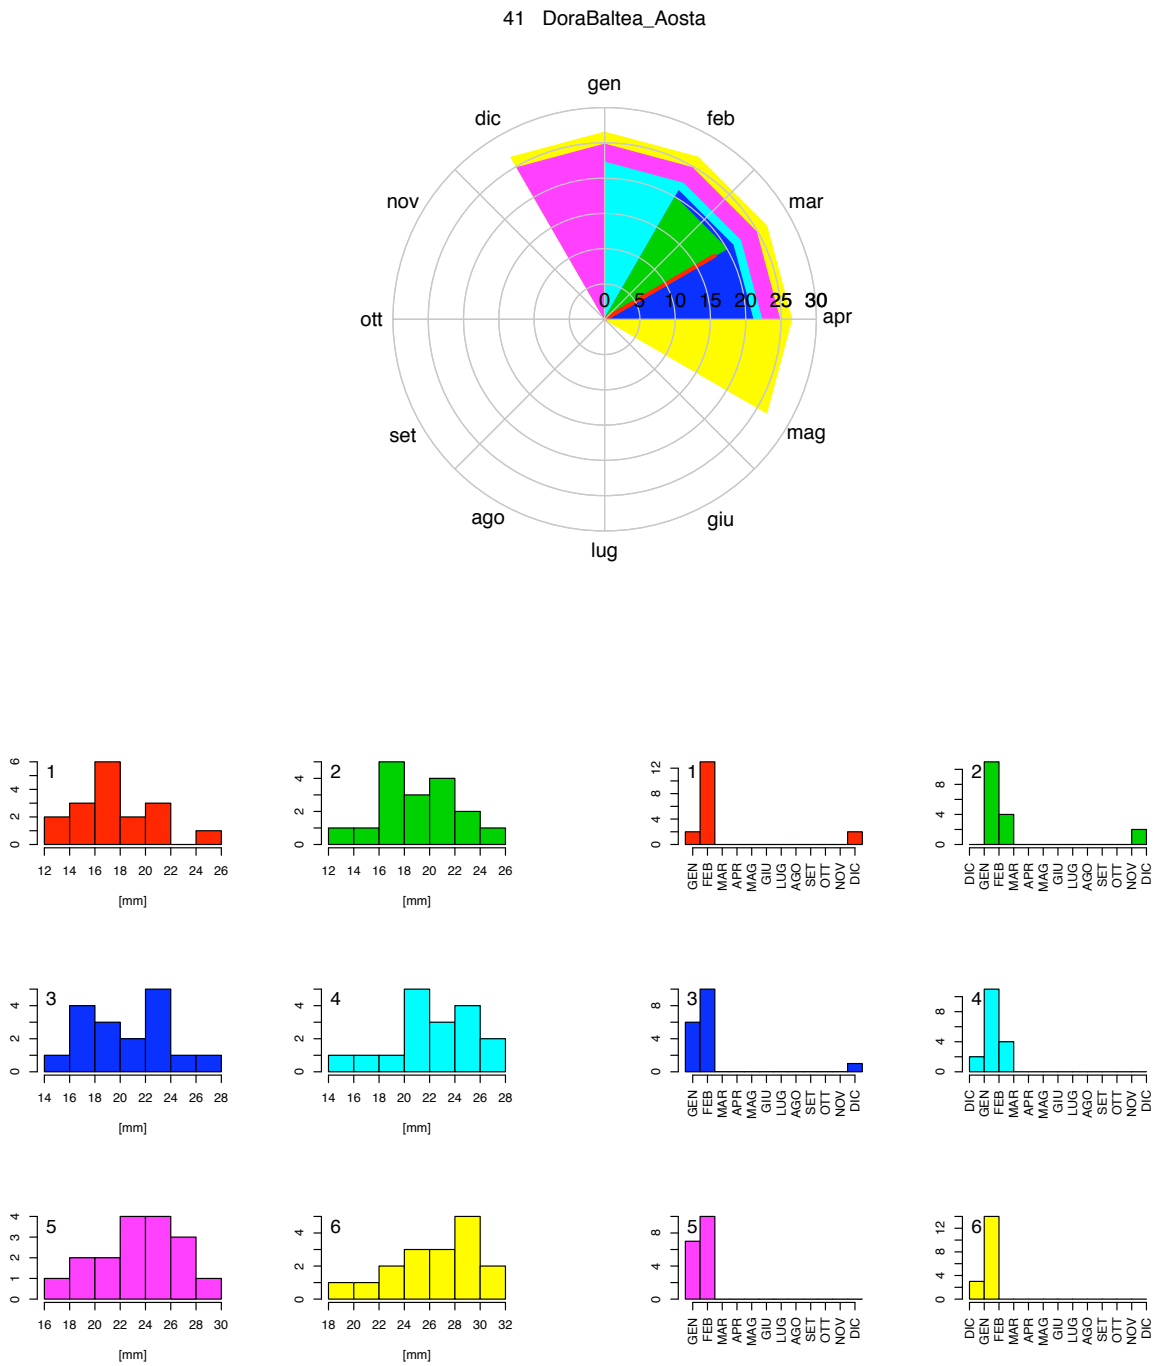 41 DoraBaltea_Aosta
gen
dic feb
nov mar
0 5 10 15 20 25 30
ott apr
set mag
ago giu
lug
1
0 2 4 6
12 14 16 18 20 22 24 26
[mm]
2
0 2 4
12 14 16 18 20 22 24 26
[mm]
1
0 4 8 12
GEN FEB MAR APR MAG GIU LUG AGO SET OTT NOV DIC
2
0 4 8
DIC GEN FEB MAR APR MAG GIU LUG AGO SET OTT NOV DIC
3
0 2 4
14 16 18 20 22 24 26 28
[mm]
4
0 2 4
14 16 18 20 22 24 26 28
[mm]
3
0 4 8
GEN FEB MAR APR MAG GIU LUG AGO SET OTT NOV DIC
4
0 4 8
DIC GEN FEB MAR APR MAG GIU LUG AGO SET OTT NOV DIC
5
0 1 2 3 4
16 18 20 22 24 26 28 30
[mm]
6
0 2 4
18 20 22 24 26 28 30 32
[mm]
5
0 4 8
GEN FEB MAR APR MAG GIU LUG AGO SET OTT NOV DIC
6
0 4 8 12
DIC GEN FEB MAR APR MAG GIU LUG AGO SET OTT NOV DIC